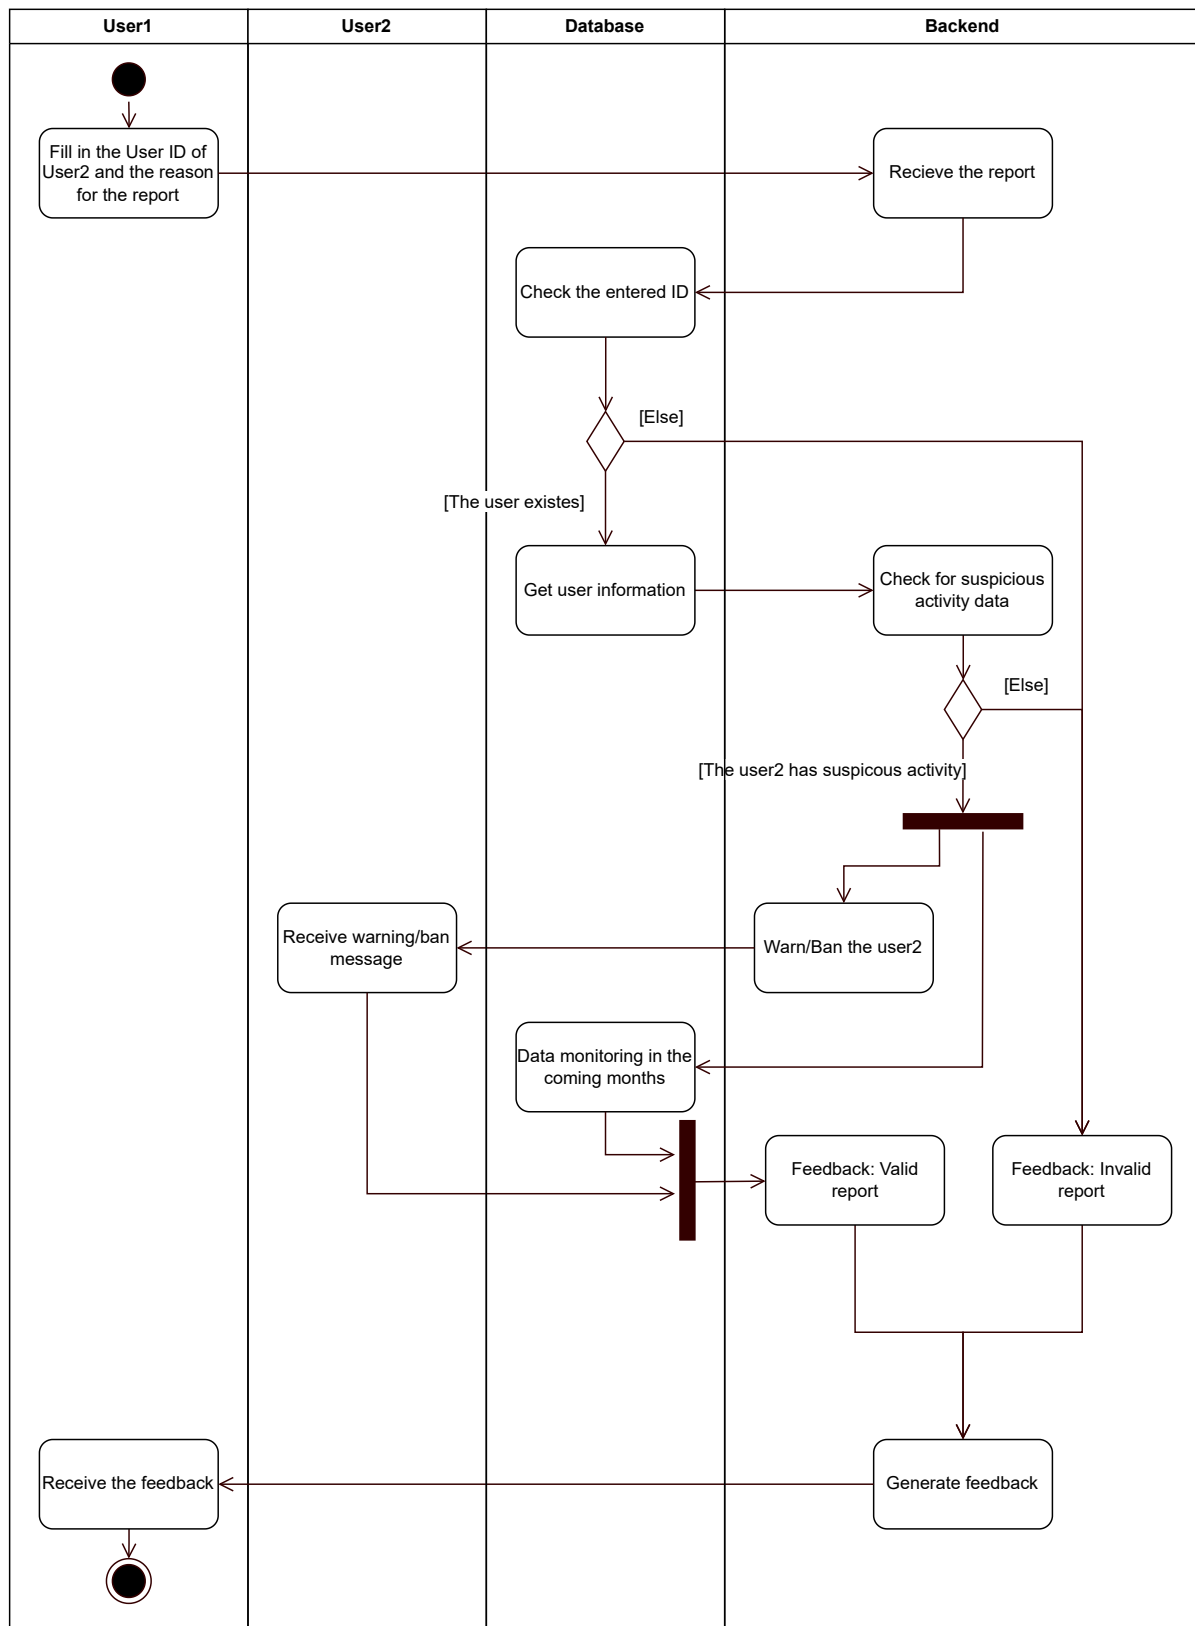 User1
User2
Database
Backend
Fill in the User ID of
User2 and the reason
for the report
Recieve the report
Check the entered ID
[Else]
[The user existes]
Get user information
Check for suspicious
activity data
[Else]
[The user2 has suspicous activity]
Receive warning/ban
message
Warn/Ban the user2
Data monitoring in the
coming months
Feedback: Valid
report
Feedback: Invalid
report
Receive the feedback
Generate feedback